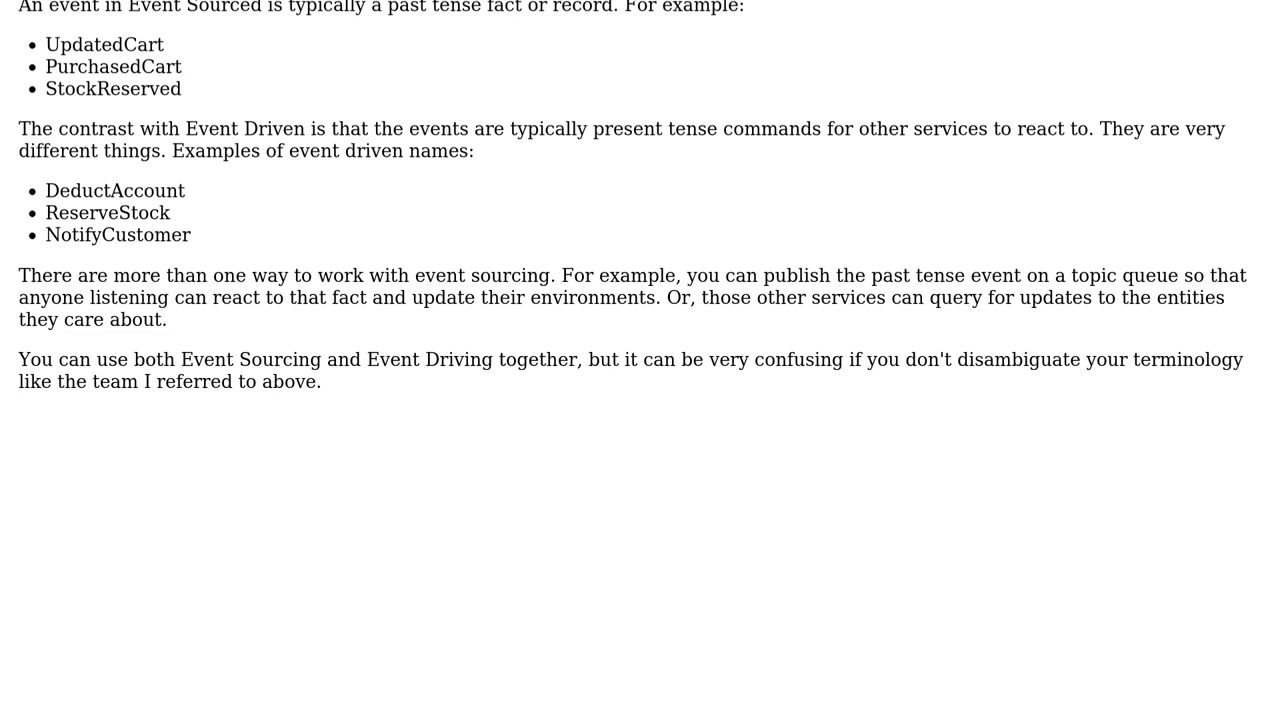 An event in Event Sourced is typically a past tense fact or record. For example:
• UpdatedCart
• PurchasedCart
• StockReserved
The contrast with Event Driven is that the events are typically present tense commands for other services to react to. They are very
different things. Examples of event driven names:
• DeductAccount
• ReserveStock
• NotifyCustomer
There are more than one way to work with event sourcing. For example, you can publish the past tense event on a topic queue so that
anyone listening can react to that fact and update their environments. Or, those other services can query for updates to the entities
they care about.
You can use both Event Sourcing and Event Driving together, but it can be very confusing if you don't disambiguate your terminology
like the team I referred to above.